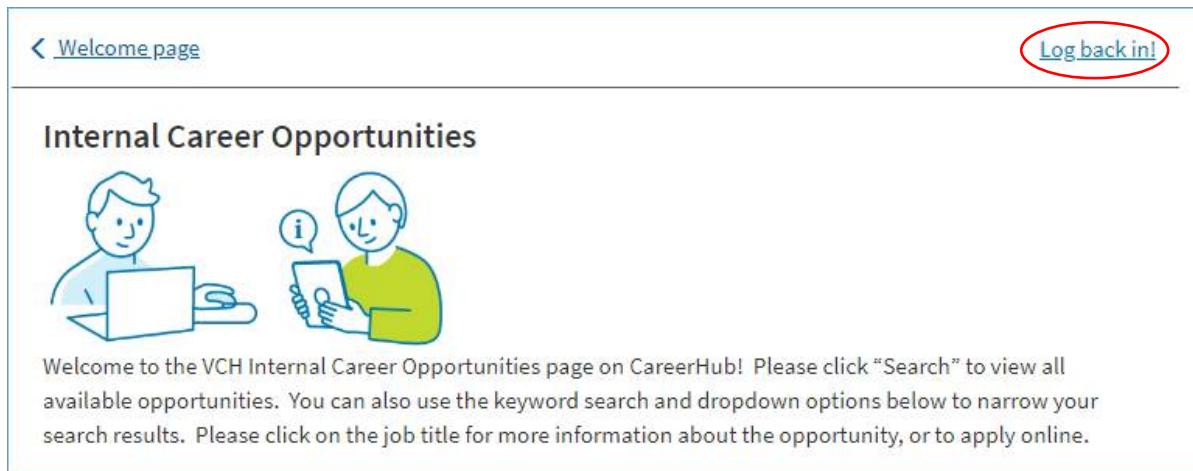 Welcome page
Log back in!
Internal Career Opportunities
i
Welcome to the VCH Internal Career Opportunities page on CareerHub! Please click “Search” to view all
available opportunities. You can also use the keyword search and dropdown options below to narrow your
search results. Please click on the job title for more information about the opportunity, or to apply online.